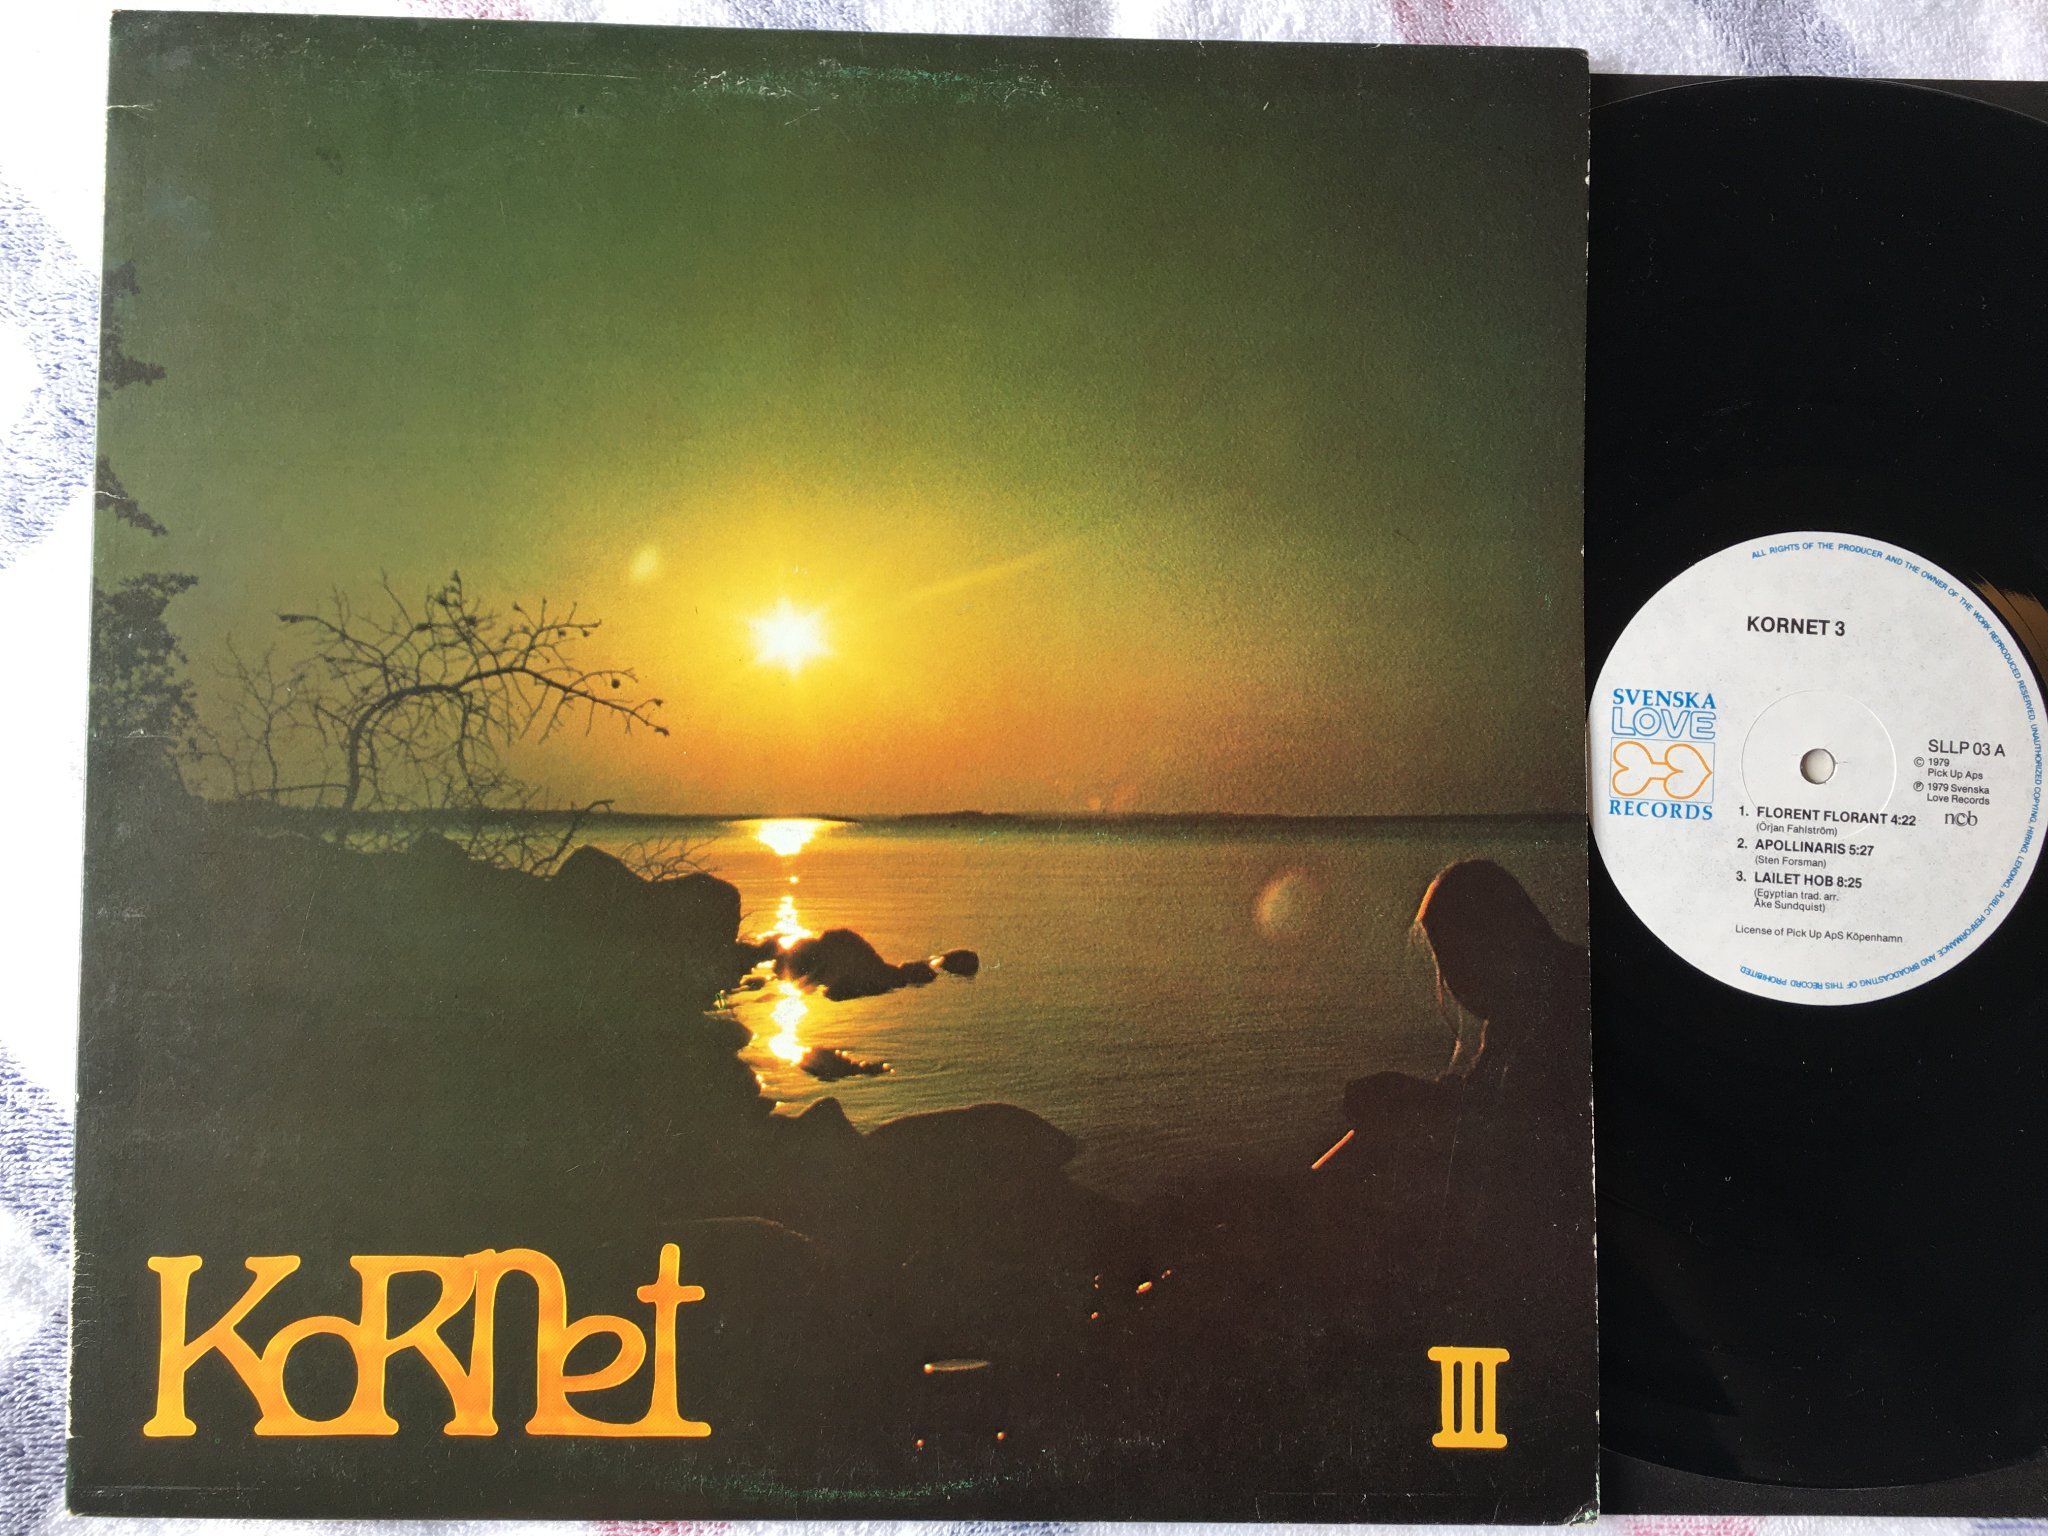 KoRnet
III
ALL RIGHTS OF THE PRODUCER AND THE OWNER OF THE WORK REPRODUCED RESERVED. UNAUTHORIZED COPYING, HIRING, LENDING, PUBLIC PERFORMANCE AND BROADCASTING OF THIS RECORD PROHIBITED.
KORNET 3
SVENSKA
LOVE
RECORDS
SLLP 03 A
© 1979
Pick Up Aps
℗ 1979 Svenska
Love Records
ncb
1. FLORENT FLORANT 4:22
(Örjan Fahlström)
2. APOLLINARIS 5:27
(Sten Forsman)
3. LAILET HOB 8:25
(Egyptian trad. arr.
Åke Sundquist)
License of Pick Up ApS Köpenhamn